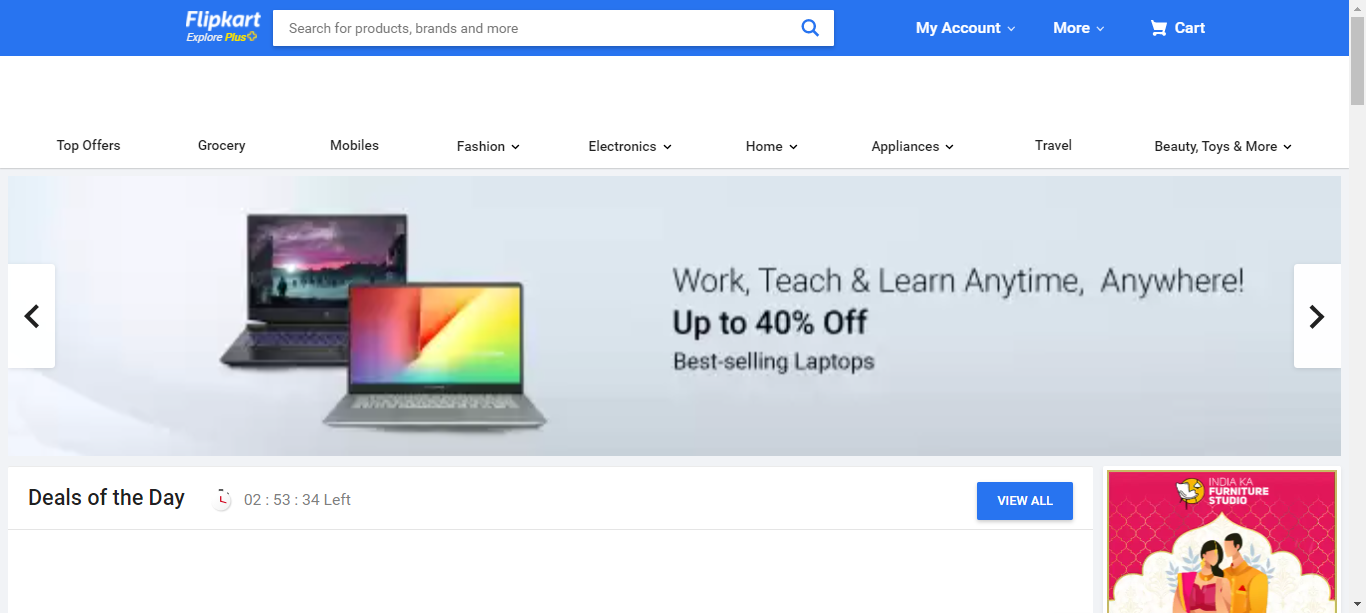 Flipkart
Explore Plus
Search for products, brands and more
My Account
More
Cart
Top Offers
Grocery
Mobiles
Fashion
Electronics
Home
Appliances
Travel
Beauty, Toys & More
Work, Teach & Learn Anytime, Anywhere!
Up to 40% Off
Best-selling Laptops
Deals of the Day
02 : 53 : 34 Left
VIEW ALL
INDIA KA
FURNITURE
STUDIO